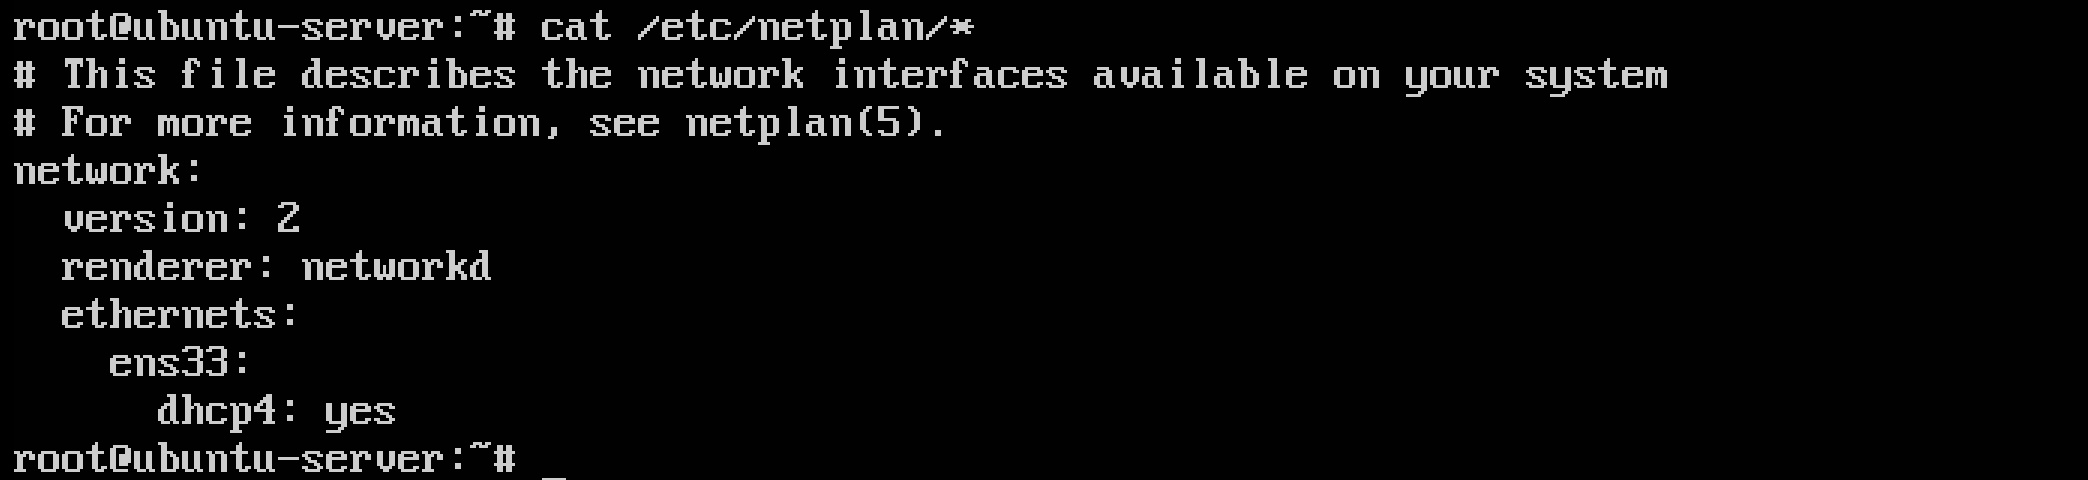 root@ubuntu-server:~# cat /etc/netplan/*
# This file describes the network interfaces available on your system
# For more information, see netplan(5).
network:
  version: 2
  renderer: networkd
  ethernets:
    ens33:
      dhcp4: yes
root@ubuntu-server:~# _